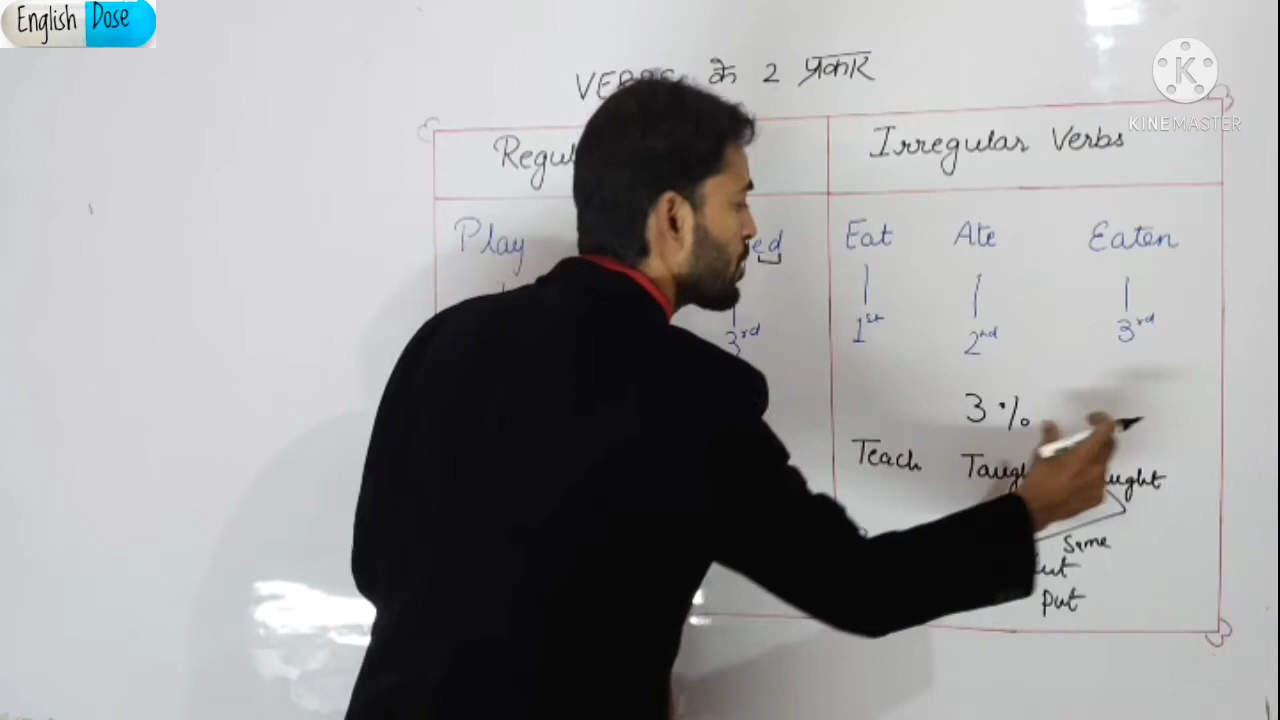 English Dose
के 2 प्रकार
KINEMASTER
Irregular Verbs
Play ed Eat Ate Eaten
3rd 1st 2nd 3rd
3 %
Teach
Same
put